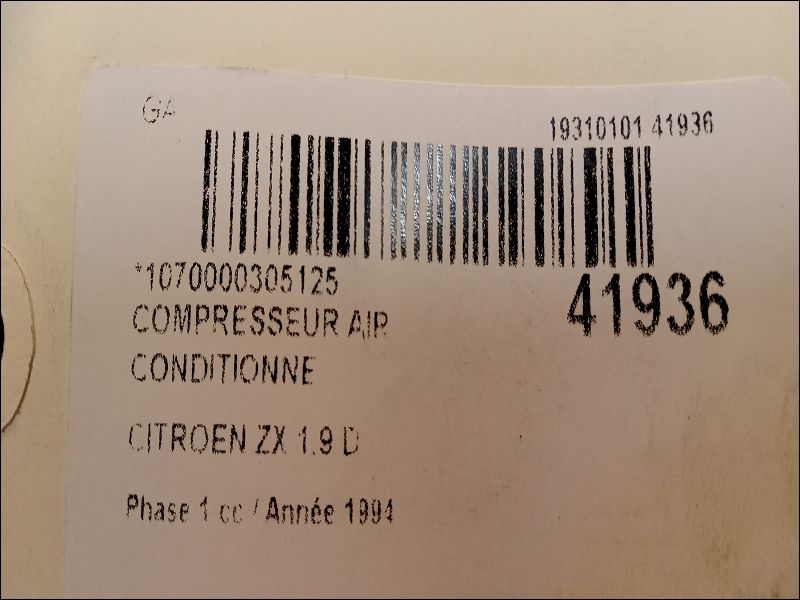 GA
19310101 41936
*1070000305125
41936
COMPRESSEUR AIR
CONDITIONNE
CITROEN ZX 1.9 D
Phase 1 cc / Année 1994